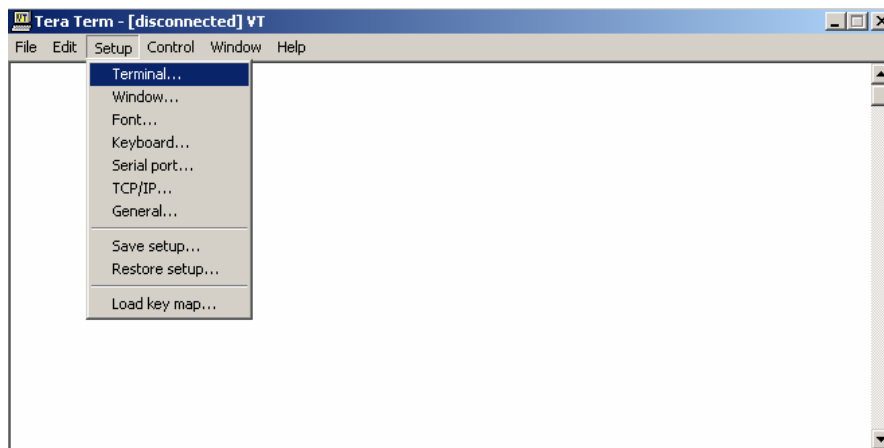 Tera Term - [disconnected] VT
File Edit Setup Control Window Help
Terminal...
Window...
Font...
Keyboard...
Serial port...
TCP/IP...
General...
Save setup...
Restore setup...
Load key map...